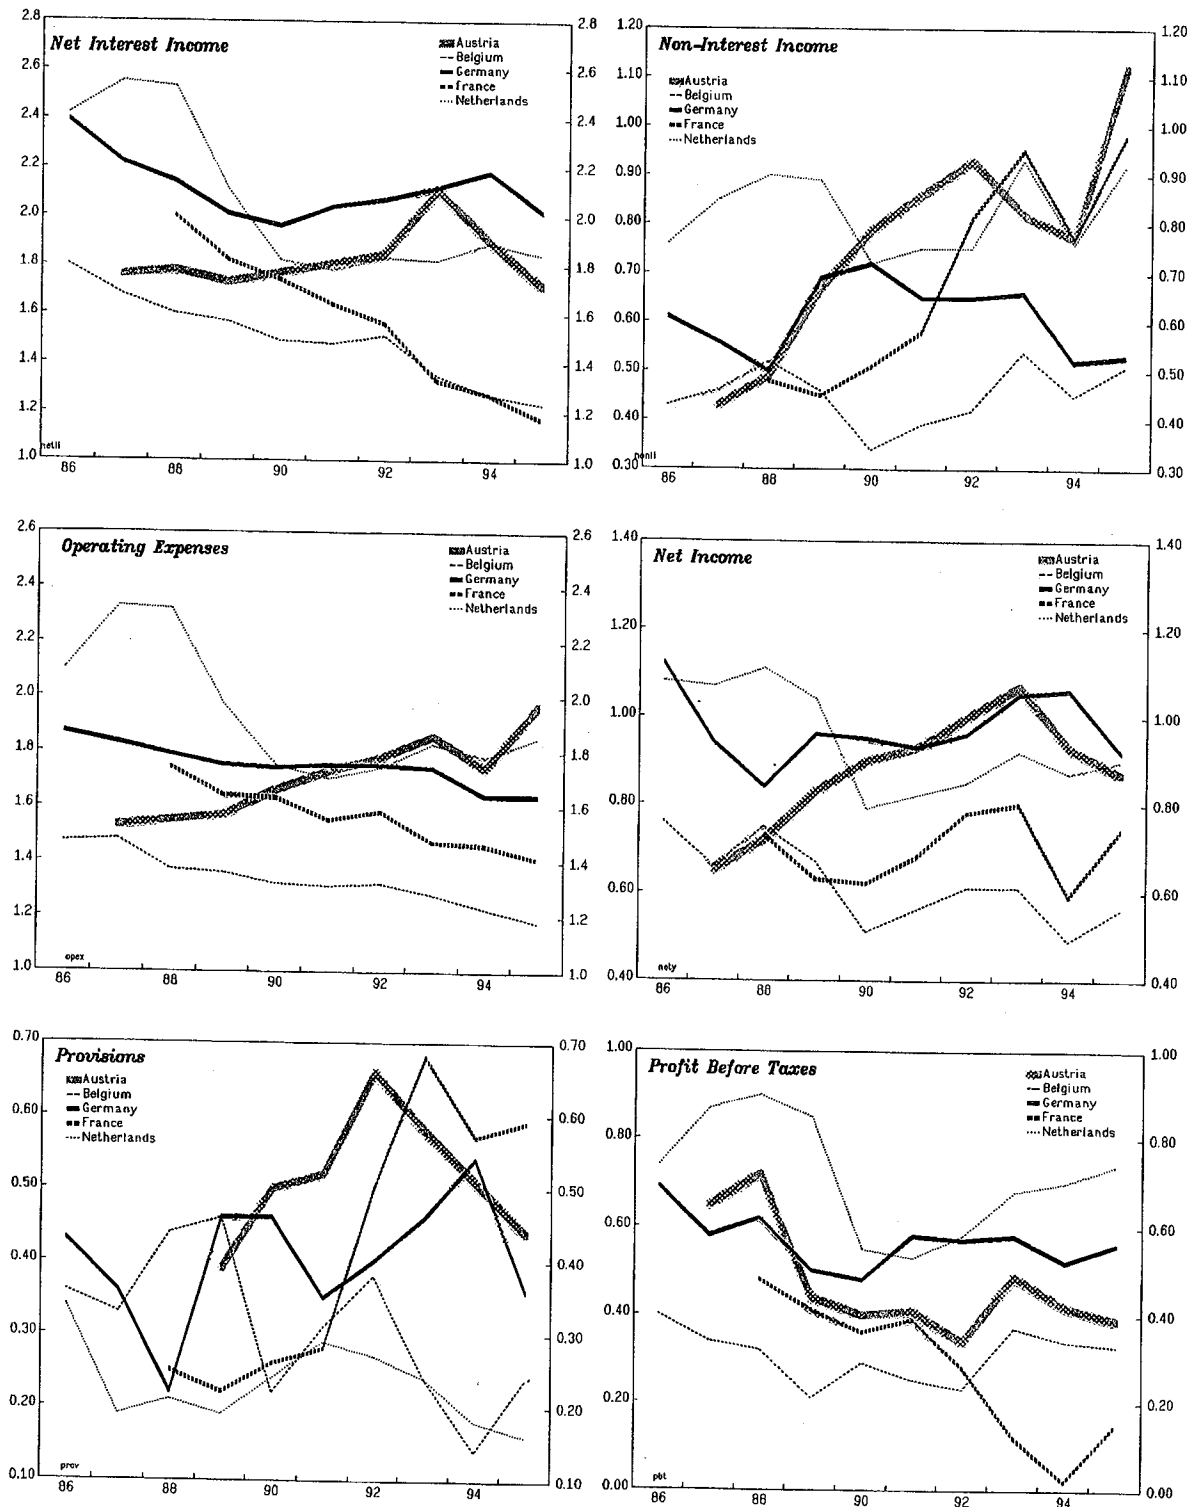 Net Interest Income
Austria
Belgium
Germany
france
Netherlands
2.8
2.6
2.4
2.2
2.0
1.8
1.6
1.4
1.2
1.0
2.8
2.6
2.4
2.2
2.0
1.8
1.6
1.4
1.2
1.0
netii
86 88 90 92 94
Non-Interest Income
Austria
Belgium
Germany
France
Netherlands
1.20
1.10
1.00
0.90
0.80
0.70
0.60
0.50
0.40
0.30
1.20
1.10
1.00
0.90
0.80
0.70
0.60
0.50
0.40
0.30
nonii
86 88 90 92 94
Operating Expenses
Austria
Belgium
Germany
France
Netherlands
2.6
2.4
2.2
2.0
1.8
1.6
1.4
1.2
1.0
2.6
2.4
2.2
2.0
1.8
1.6
1.4
1.2
1.0
opex
86 88 90 92 94
Net Income
Austria
Belgium
Germany
France
Netherlands
1.40
1.20
1.00
0.80
0.60
0.40
1.40
1.20
1.00
0.80
0.60
0.40
nety
86 88 90 92 94
Provisions
Austria
Belgium
Germany
France
Netherlands
0.70
0.60
0.50
0.40
0.30
0.20
0.10
0.70
0.60
0.50
0.40
0.30
0.20
0.10
prov
86 88 90 92 94
Profit Before Taxes
Austria
Belgium
Germany
France
Netherlands
1.00
0.80
0.60
0.40
0.20
0.00
1.00
0.80
0.60
0.40
0.20
0.00
pbt
86 88 90 92 94